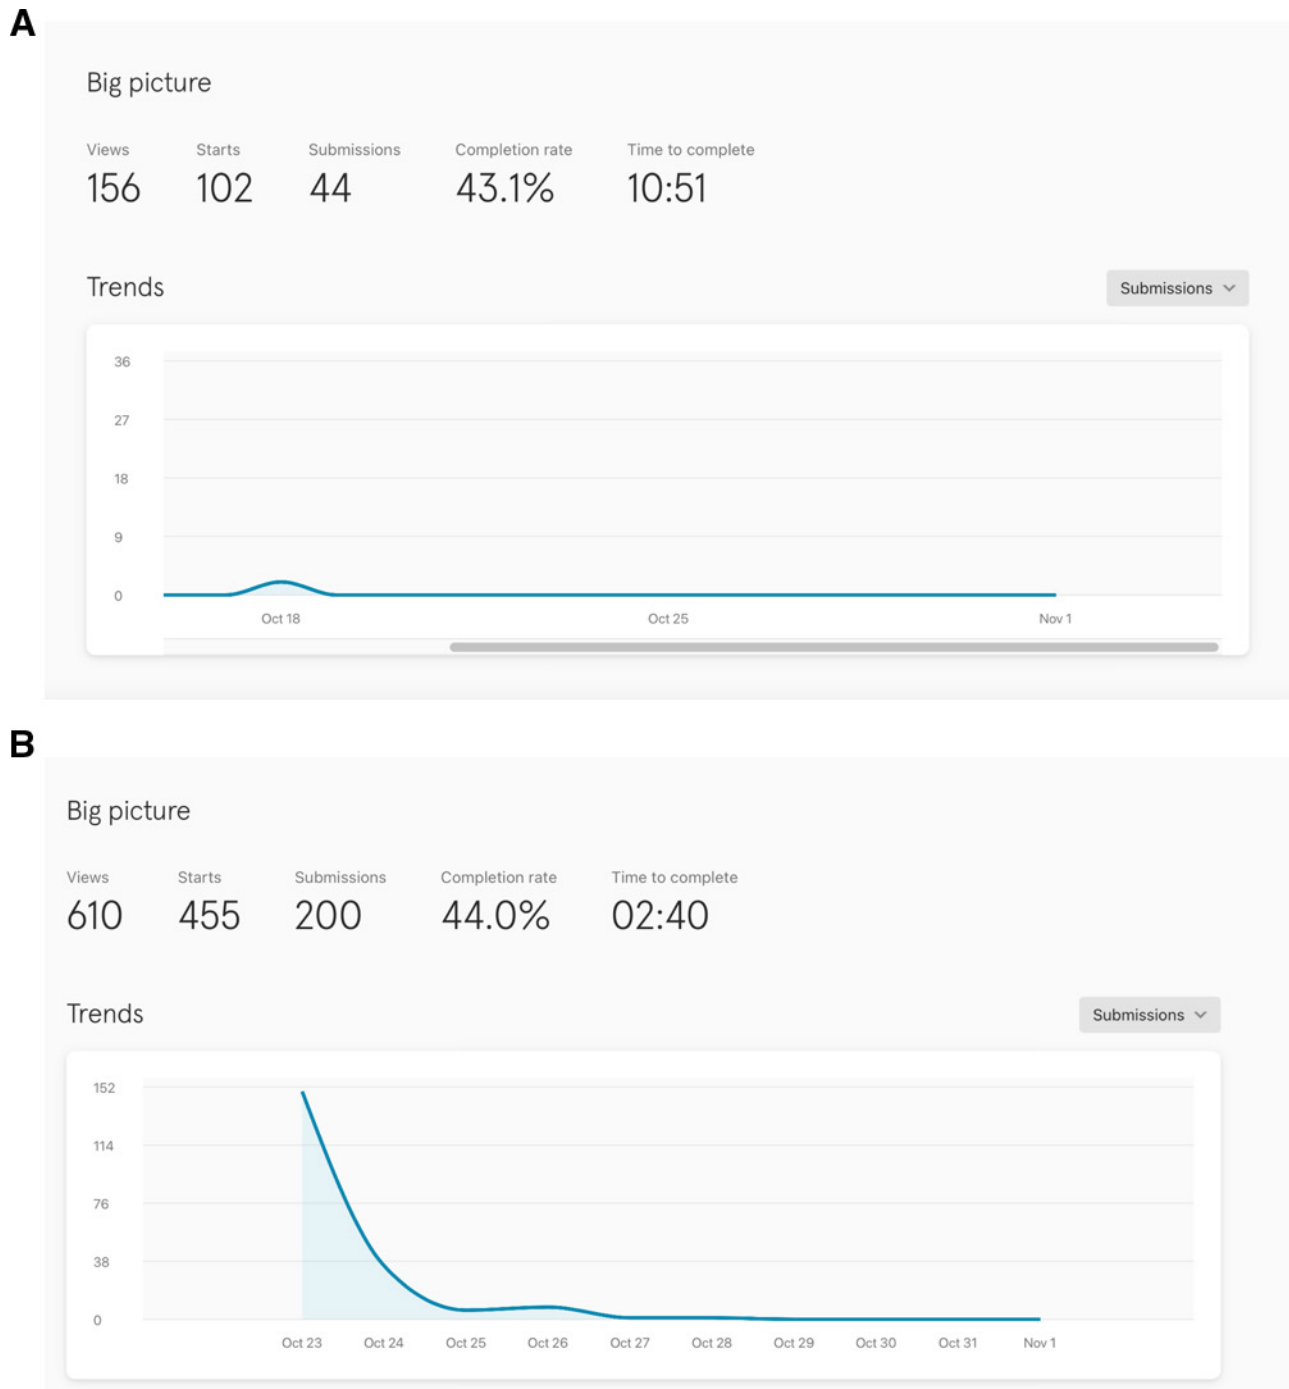 A
Big picture
Views Starts Submissions Completion rate Time to complete
156 102 44 43.1% 10:51
Trends Submissions
36
27
18
9
0
Oct 18 Oct 25 Nov 1
B
Big picture
Views Starts Submissions Completion rate Time to complete
610 455 200 44.0% 02:40
Trends Submissions
152
114
76
38
0
Oct 23 Oct 24 Oct 25 Oct 26 Oct 27 Oct 28 Oct 29 Oct 30 Oct 31 Nov 1